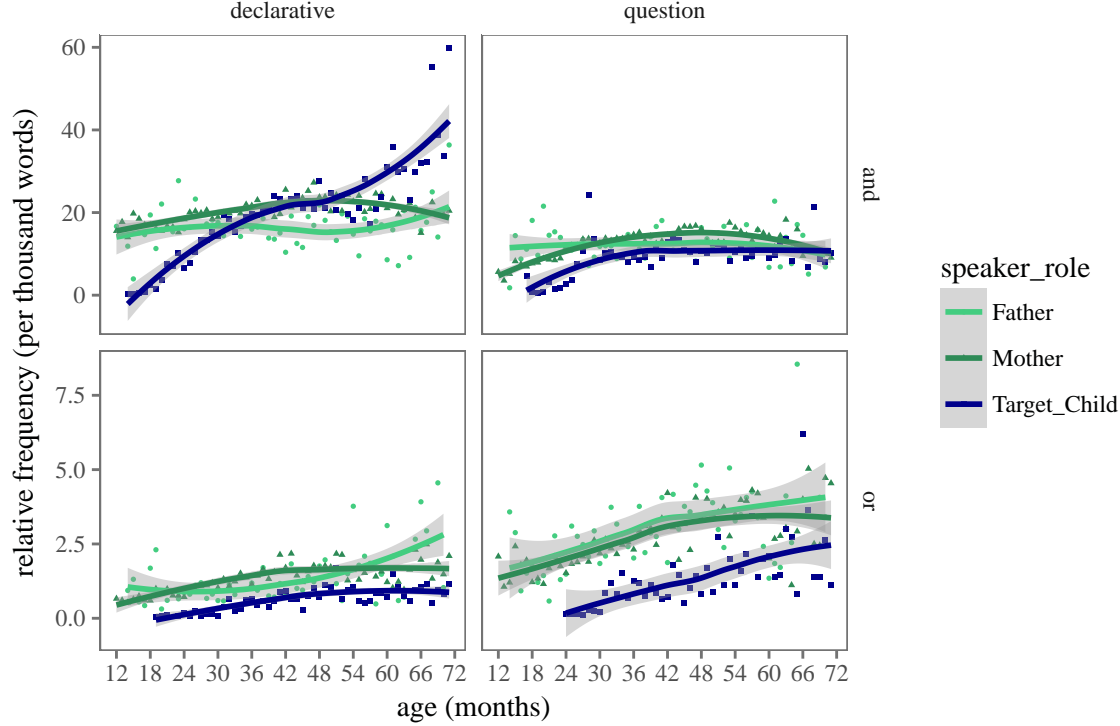 declarative
question
60
40
20
0
and
7.5
5.0
2.5
0.0
or
12 18 24 30 36 42 48 54 60 66 72
12 18 24 30 36 42 48 54 60 66 72
age (months)
relative frequency (per thousand words)
speaker_role
Father
Mother
Target_Child